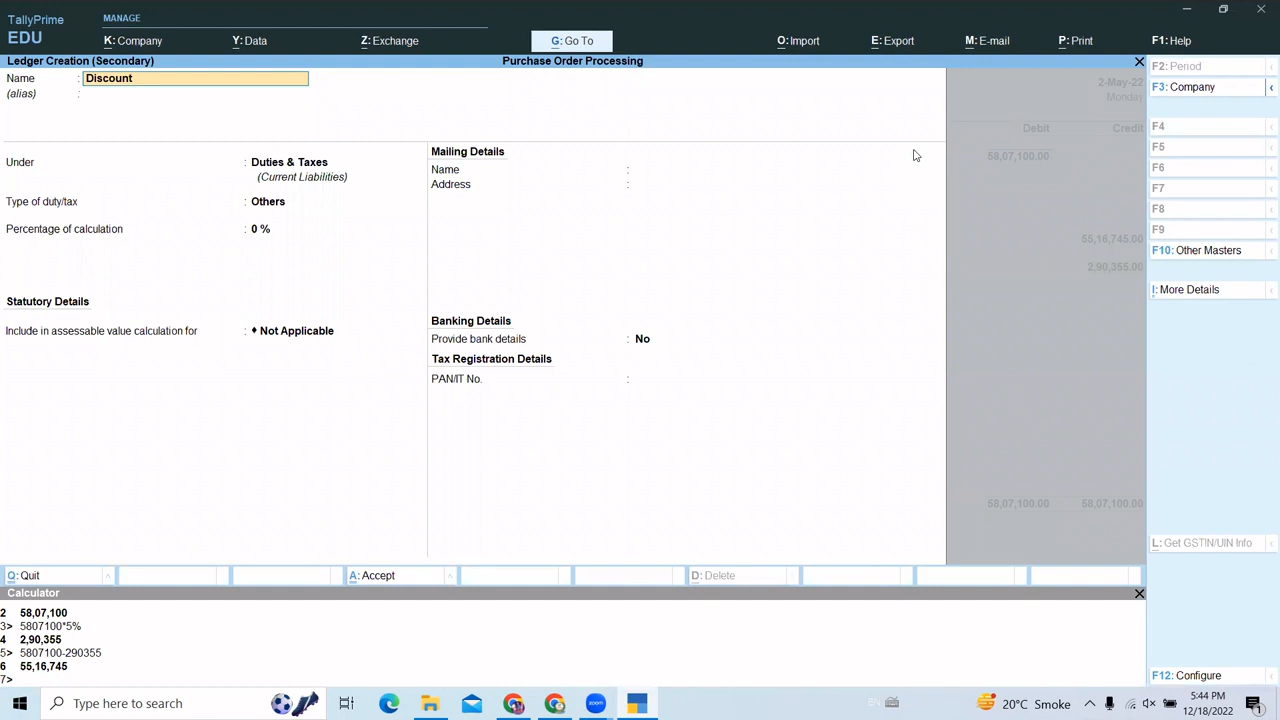 TallyPrime
EDU
MANAGE
K: Company
Y: Data
Z: Exchange
G: Go To
O: Import
E: Export
M: E-mail
P: Print
F1: Help
Ledger Creation (Secondary)
Purchase Order Processing
Name : Discount
(alias) :
2-May-22
Monday
Debit Credit
58,07,100.00
55,16,745.00
2,90,355.00
58,07,100.00 58,07,100.00
Under : Duties & Taxes
(Current Liabilities)
Type of duty/tax : Others
Percentage of calculation : 0 %
Statutory Details
Include in assessable value calculation for : ♦ Not Applicable
Mailing Details
Name :
Address :
Banking Details
Provide bank details : No
Tax Registration Details
PAN/IT No. :
F2: Period
F3: Company
F4
F5
F6
F7
F8
F9
F10: Other Masters
I: More Details
L: Get GSTIN/UIN Info
F12: Configure
Q: Quit
A: Accept
D: Delete
Calculator
2 58,07,100
3> 5807100*5%
4 2,90,355
5> 5807100-290355
6 55,16,745
7>
Type here to search
zoom
EN
20°C Smoke
5:44 PM
12/18/2022
1